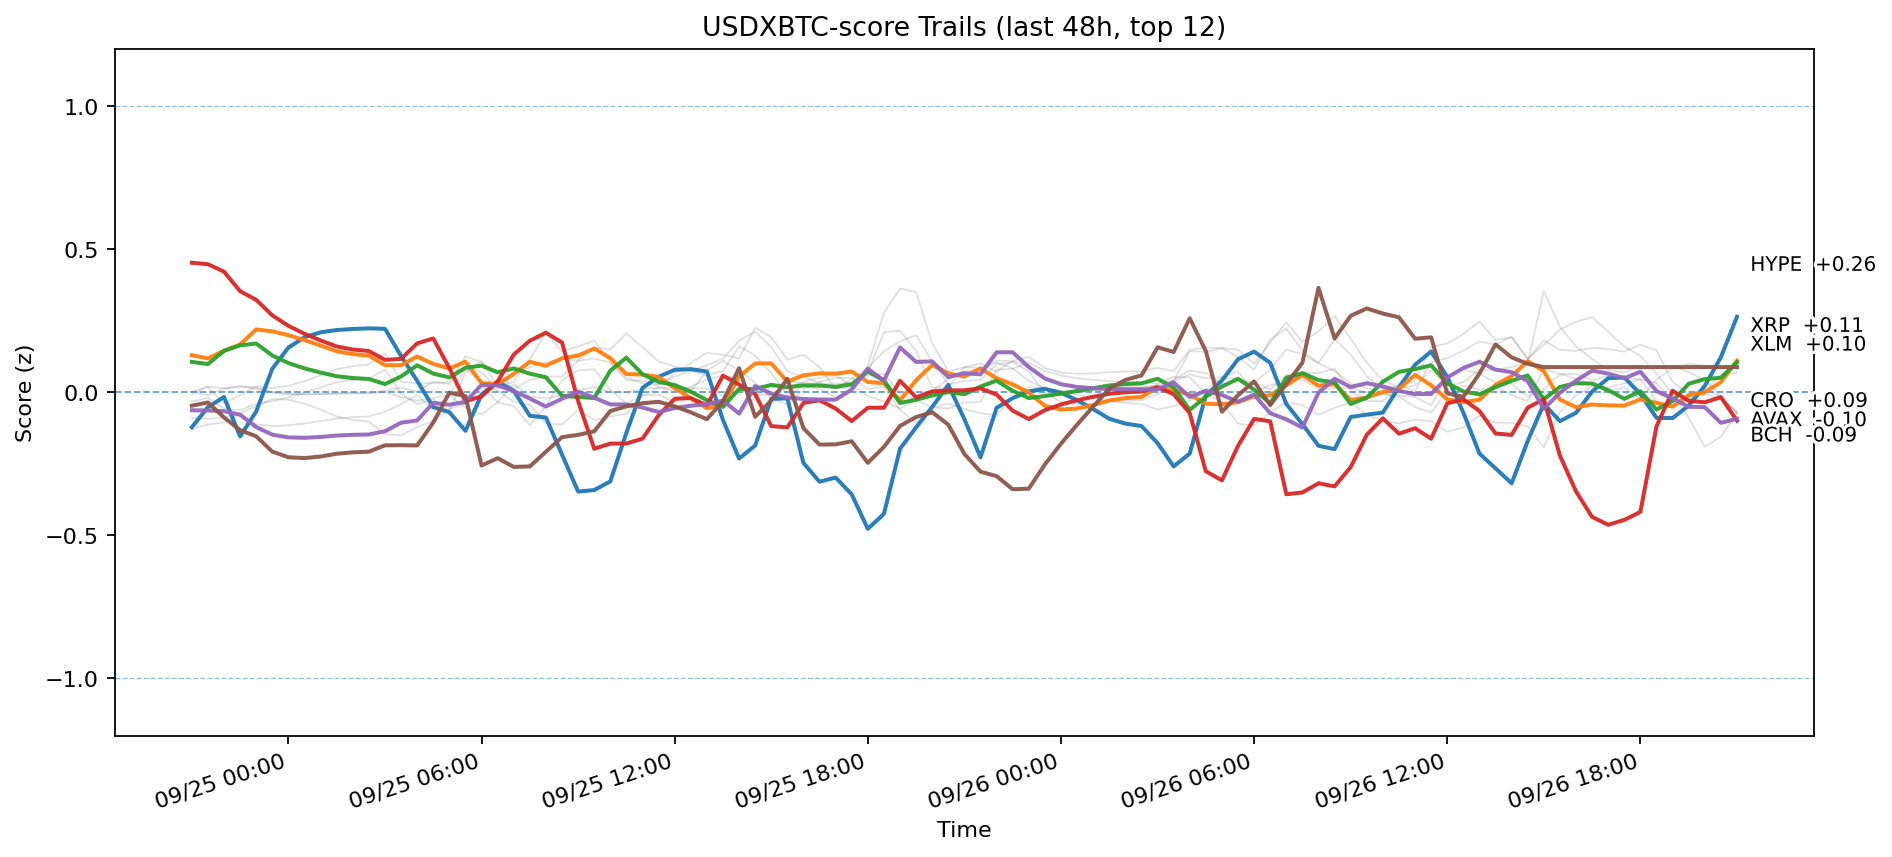 USDXBTC-score Trails (last 48h, top 12)
Score (z)
1.0
0.5
0.0
−0.5
−1.0
HYPE +0.26
XRP +0.11
XLM +0.10
CRO +0.09
AVAX -0.10
BCH -0.09
09/25 00:00
09/25 06:00
09/25 12:00
09/25 18:00
09/26 00:00
09/26 06:00
09/26 12:00
09/26 18:00
Time